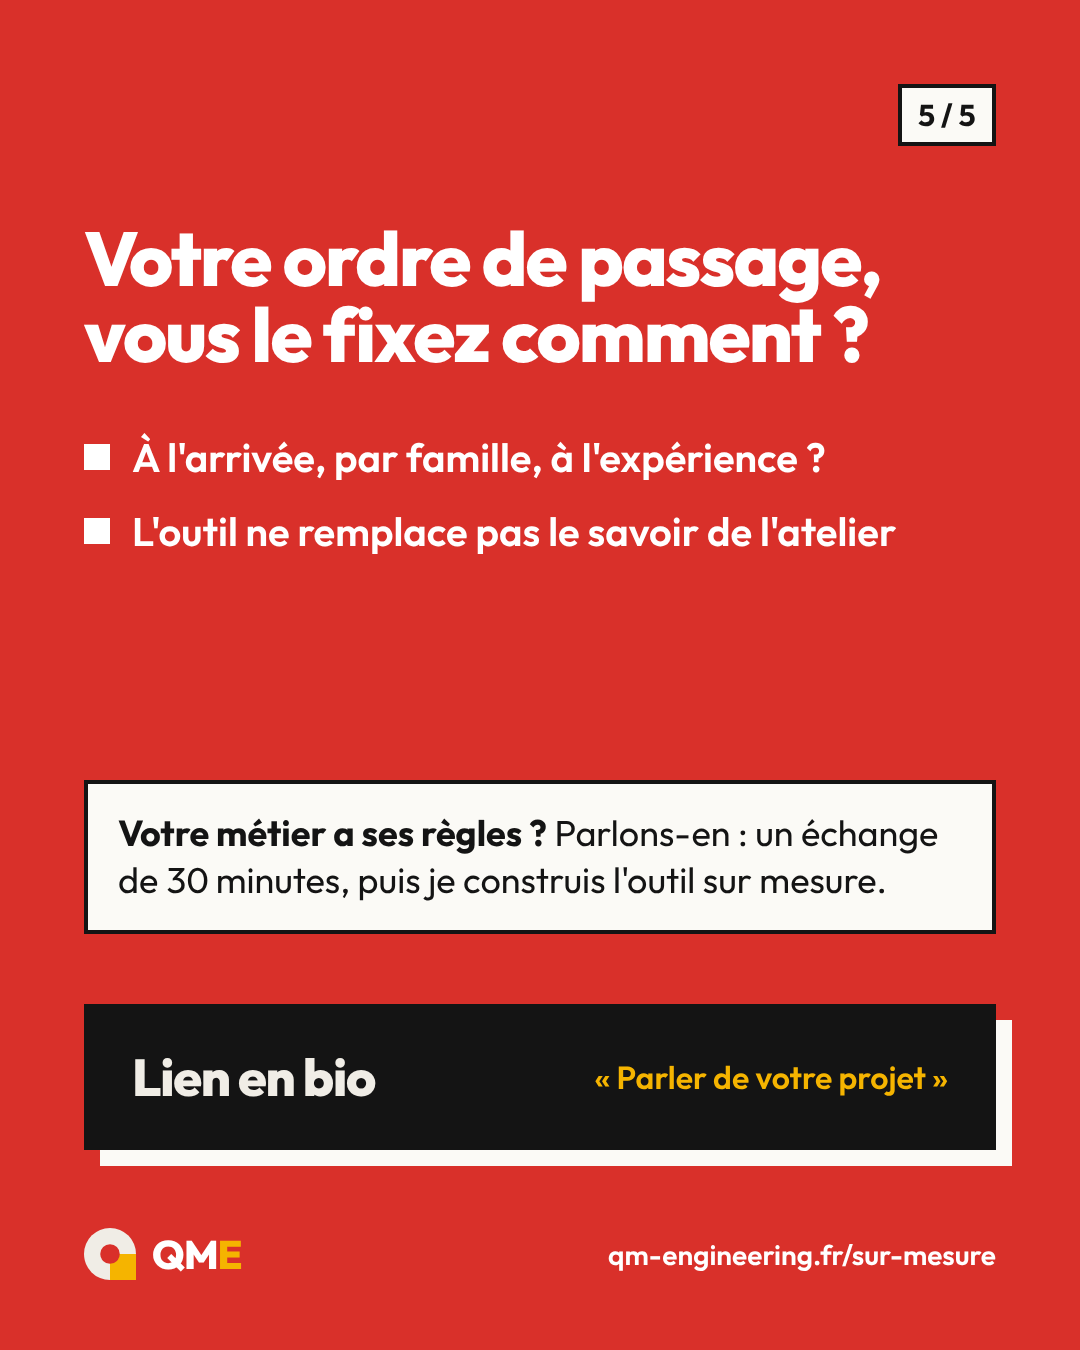 5 / 5
Votre ordre de passage,
vous le fixez comment ?
À l'arrivée, par famille, à l'expérience ?
L'outil ne remplace pas le savoir de l'atelier
Votre métier a ses règles ? Parlons-en : un échange
de 30 minutes, puis je construis l'outil sur mesure.
Lien en bio
« Parler de votre projet »
QME
qm-engineering.fr/sur-mesure